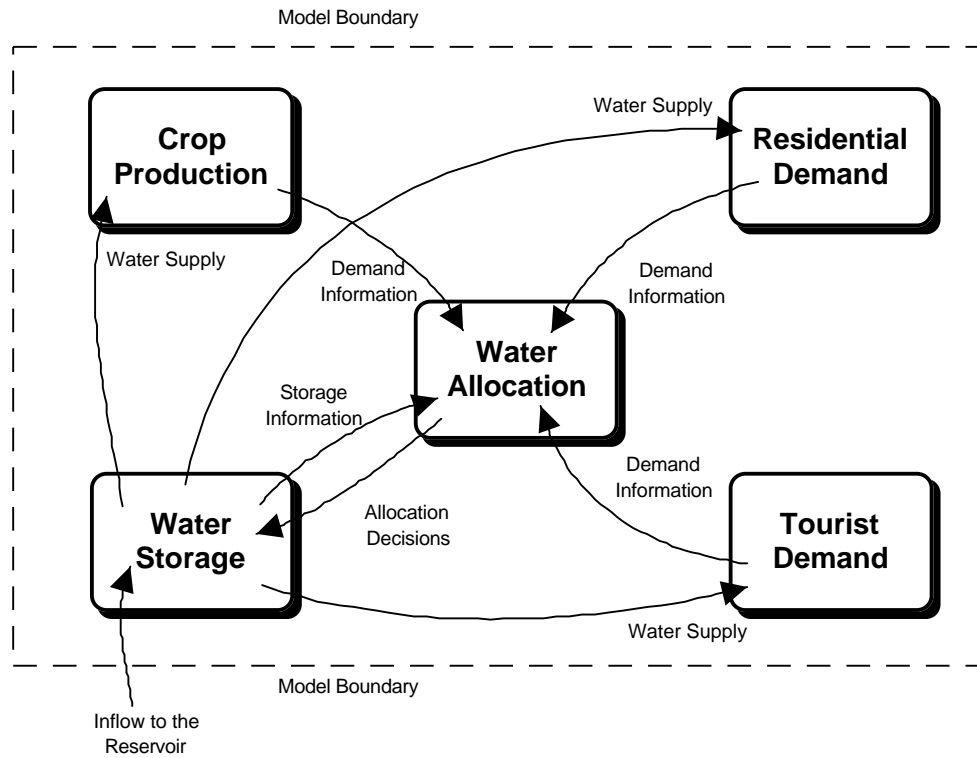 Model Boundary
Water Supply
Crop
Production
Residential
Demand
Water Supply
Demand
Information
Demand
Information
Water
Allocation
Storage
Information
Demand
Information
Water
Storage
Allocation
Decisions
Tourist
Demand
Water Supply
Model Boundary
Inflow to the
Reservoir